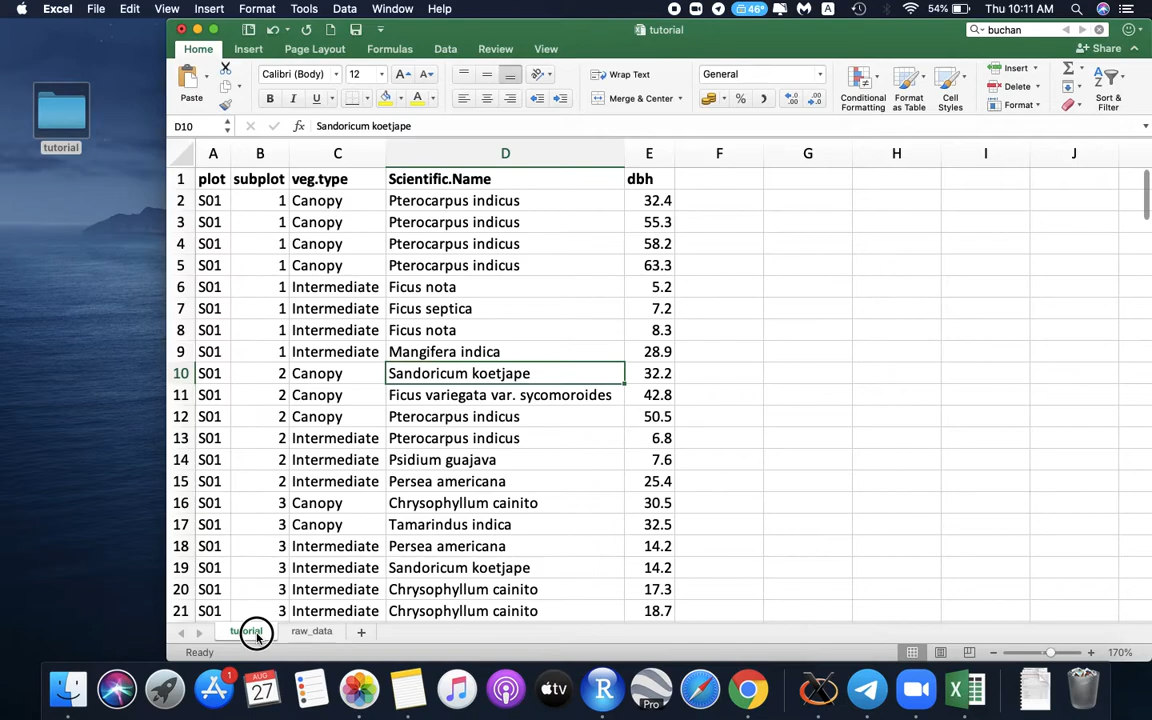 Excel File Edit View Insert Format Tools Data Window Help 46° A 54% Thu 10:11 AM
tutorial buchan
Home Insert Page Layout Formulas Data Review View Share
Paste Calibri (Body) 12 Wrap Text General Insert
B I U Merge & Center % Conditional Formatting Format as Table Cell Styles Delete Format Sort & Filter
D10 fx Sandoricum koetjape
A B C D E F G H I J
1 plot subplot veg.type Scientific.Name dbh
2 S01 1 Canopy Pterocarpus indicus 32.4
3 S01 1 Canopy Pterocarpus indicus 55.3
4 S01 1 Canopy Pterocarpus indicus 58.2
5 S01 1 Canopy Pterocarpus indicus 63.3
6 S01 1 Intermediate Ficus nota 5.2
7 S01 1 Intermediate Ficus septica 7.2
8 S01 1 Intermediate Ficus nota 8.3
9 S01 1 Intermediate Mangifera indica 28.9
10 S01 2 Canopy Sandoricum koetjape 32.2
11 S01 2 Canopy Ficus variegata var. sycomoroides 42.8
12 S01 2 Canopy Pterocarpus indicus 50.5
13 S01 2 Intermediate Pterocarpus indicus 6.8
14 S01 2 Intermediate Psidium guajava 7.6
15 S01 2 Intermediate Persea americana 25.4
16 S01 3 Canopy Chrysophyllum cainito 30.5
17 S01 3 Canopy Tamarindus indica 32.5
18 S01 3 Intermediate Persea americana 14.2
19 S01 3 Intermediate Sandoricum koetjape 14.2
20 S01 3 Intermediate Chrysophyllum cainito 17.3
21 S01 3 Intermediate Chrysophyllum cainito 18.7
tutorial raw_data
Ready 170%
tutorial
1 AUG 27 tv R Pro